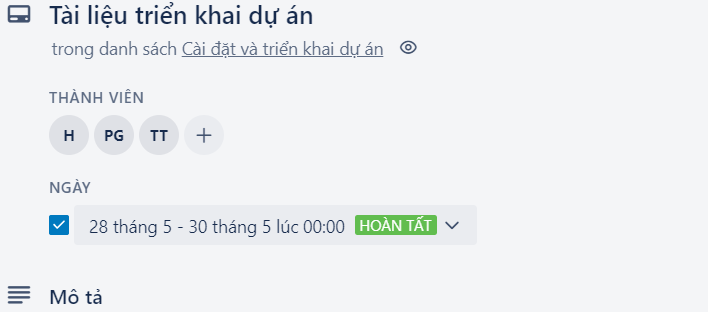 Tài liệu triển khai dự án
trong danh sách Cài đặt và triển khai dự án
THÀNH VIÊN
H PG TT
NGÀY
28 tháng 5 - 30 tháng 5 lúc 00:00 HOÀN TẤT
Mô tả